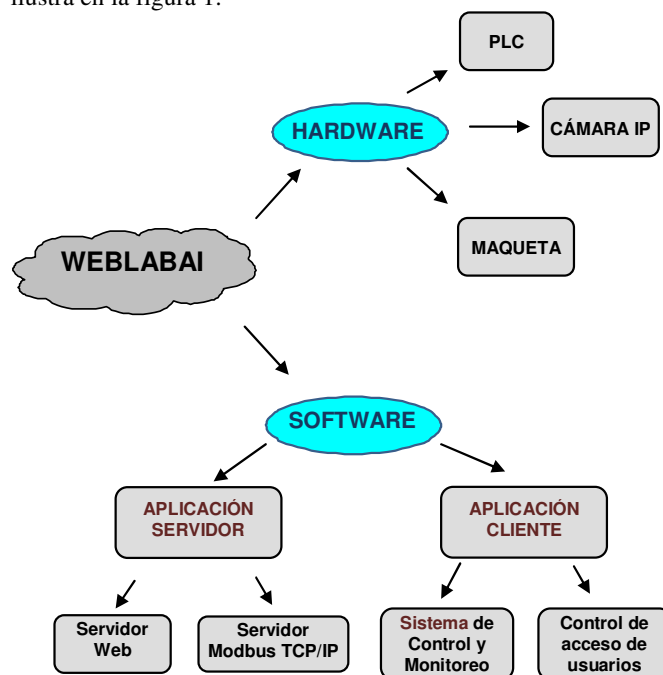 ilustra en la figura 1.
PLC
HARDWARE
CÁMARA IP
MAQUETA
WEBLABAI
SOFTWARE
APLICACIÓN
SERVIDOR
APLICACIÓN
CLIENTE
Servidor
Web
Servidor
Modbus TCP/IP
Sistema de
Control y
Monitoreo
Control de
acceso de
usuarios